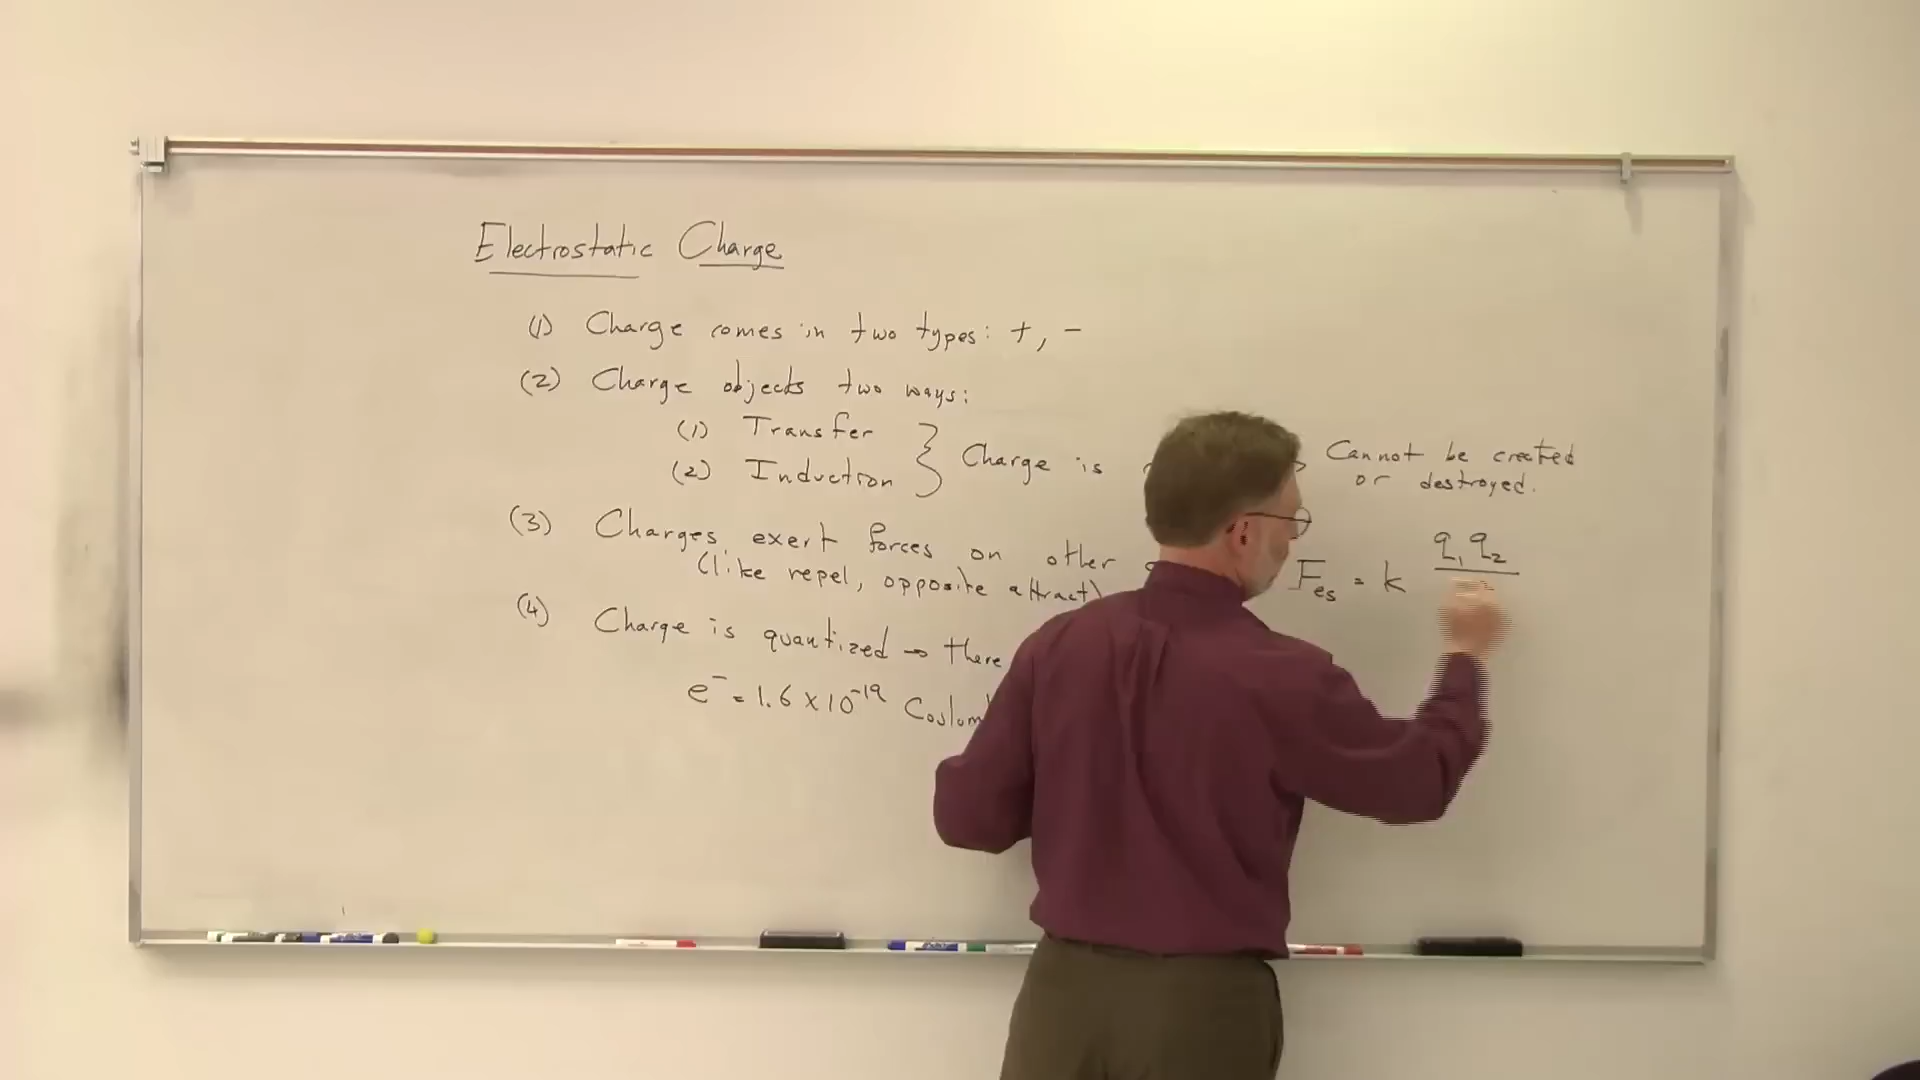 Electrostatic Charge
(1) Charge comes in two types: +, -
(2) Charge objects two ways:
(1) Transfer
(2) Induction } Charge is
Cannot be created
or destroyed.
(3) Charges exert forces on other
(like repel, opposite attract)
Fes = k q1 q2
(4) Charge is quantized → there
e⁻ = 1.6 x 10⁻¹⁹ Coulom